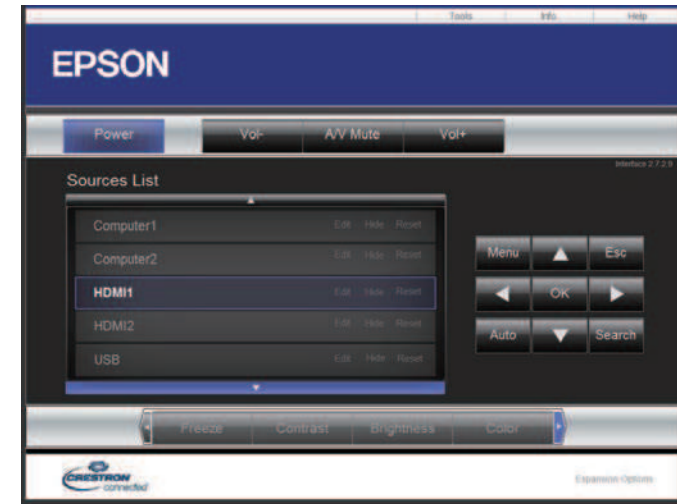 Tools Info Help
EPSON
Power Vol- A/V Mute Vol+
Interface 2.7.2.9
Sources List
Computer1 Edit Hide Reset
Computer2 Edit Hide Reset
HDMI1 Edit Hide Reset
HDMI2 Edit Hide Reset
USB Edit Hide Reset
Menu Esc
OK
Auto Search
Freeze Contrast Brightness Color
CRESTRON
connected
Expansion Options